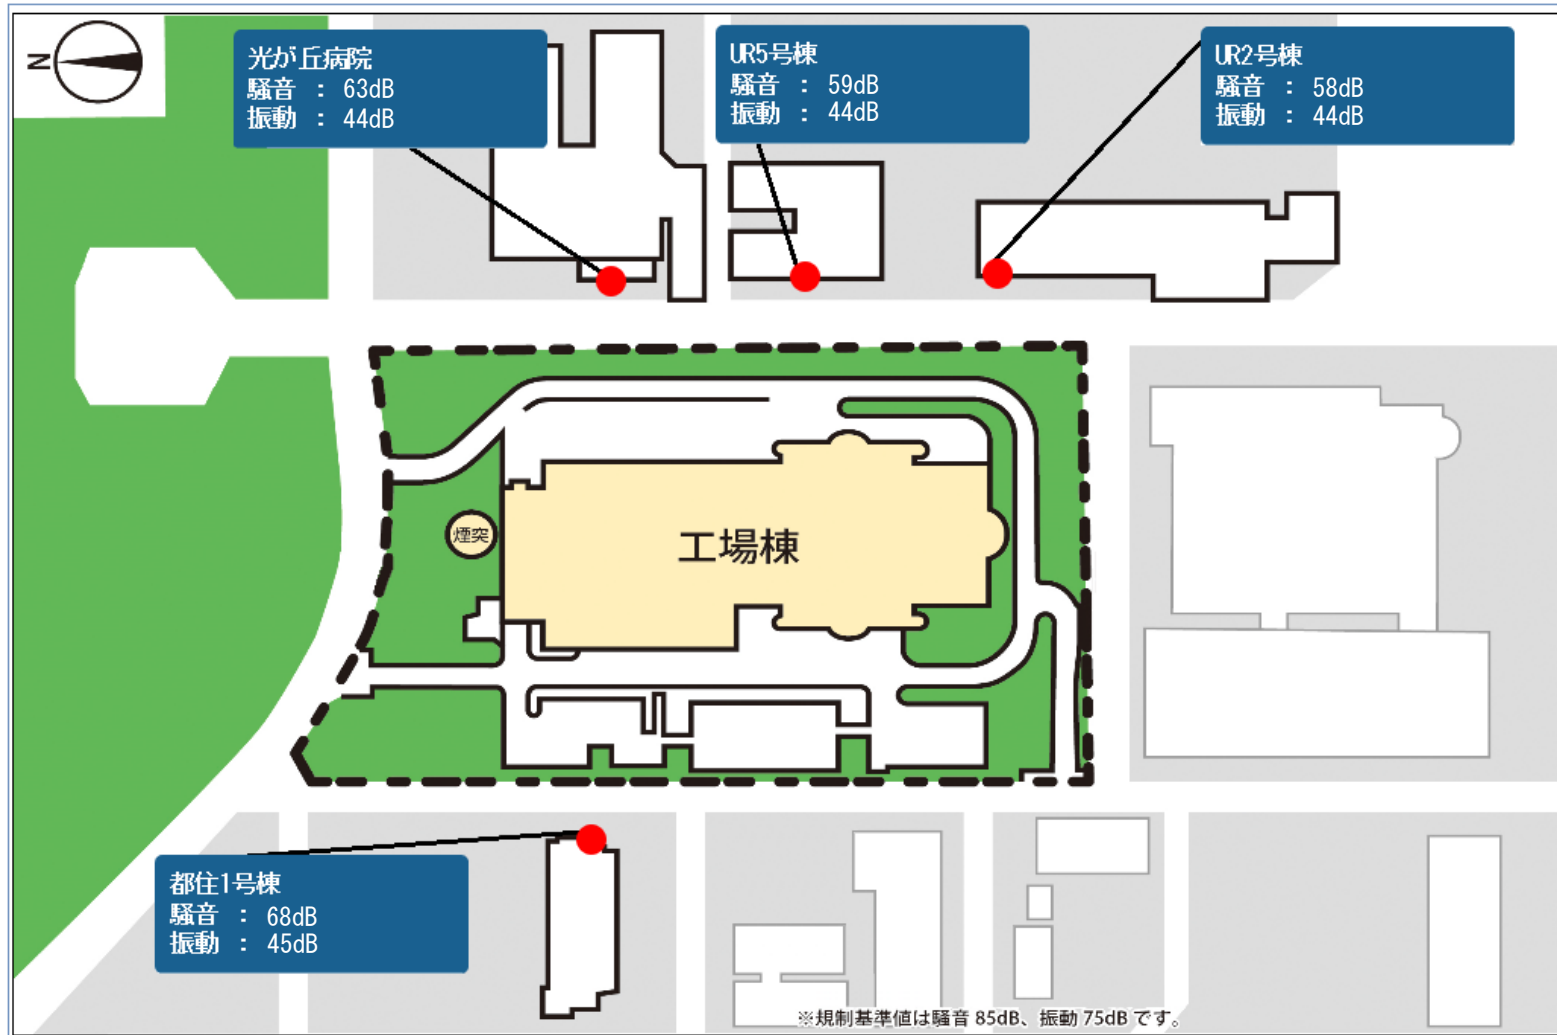 N
光が丘病院
騒音 : 63dB
振動 : 44dB
UR5号棟
騒音 : 59dB
振動 : 44dB
UR2号棟
騒音 : 58dB
振動 : 44dB
煙突
工場棟
都住1号棟
騒音 : 68dB
振動 : 45dB
※規制基準値は騒音 85dB、振動 75dB です。